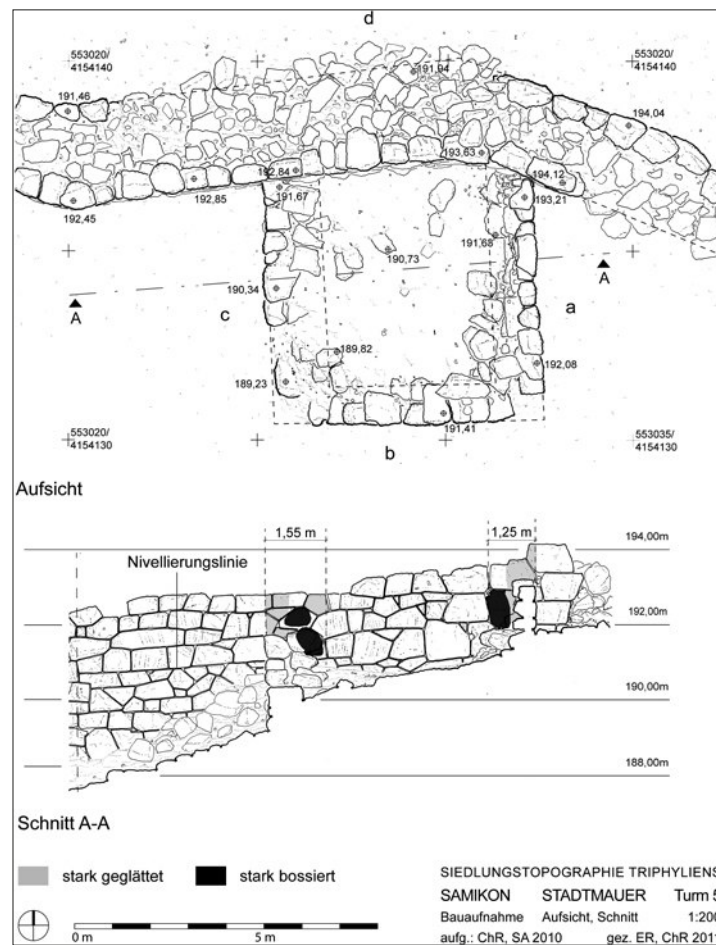 d
553020/
4154140
553020/
4154140
191,94
191,46
194,04
193,63
192,84
194,12
191,67
193,21
192,85
192,45
191,68
190,73
190,34
A
A
c
a
189,82
192,08
189,23
191,41
553020/
4154130
553035/
4154130
b
Aufsicht
1,55 m
1,25 m
194,00m
Nivellierungslinie
192,00m
190,00m
188,00m
Schnitt A-A
stark geglättet
stark bossiert
SIEDLUNGSTOPOGRAPHIE TRIPHYLIENS
SAMIKON STADTMAUER Turm 5
Bauaufnahme Aufsicht, Schnitt 1:200
0 m 5 m
aufg.: ChR, SA 2010 gez. ER, ChR 2011